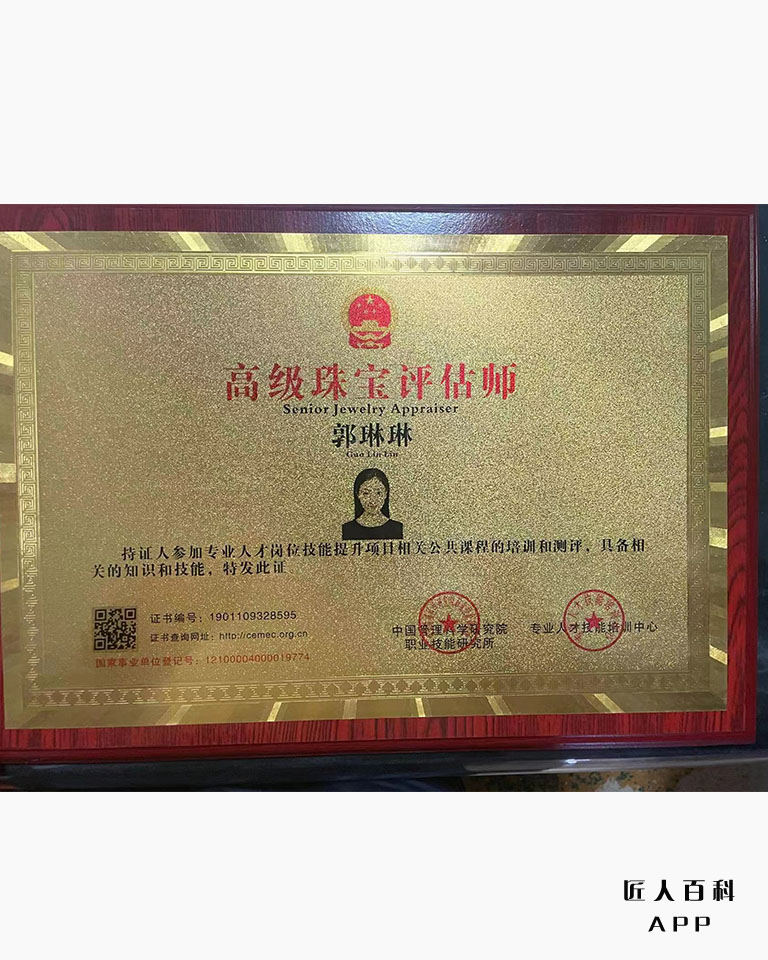 高级珠宝评估师
Senior Jewelry Appraiser
郭琳琳
Guo Lin Lin
持证人参加专业人才岗位技能提升项目相关公共课程的培训和测评，具备相
关的知识和技能，特发此证
证书编号：1901109328595
证书查询网址：http://cemec.org.cn
国家事业单位登记号：12100004000019774
中国管理科学研究院
职业技能研究所
专业人才技能培训中心
匠人百科
APP